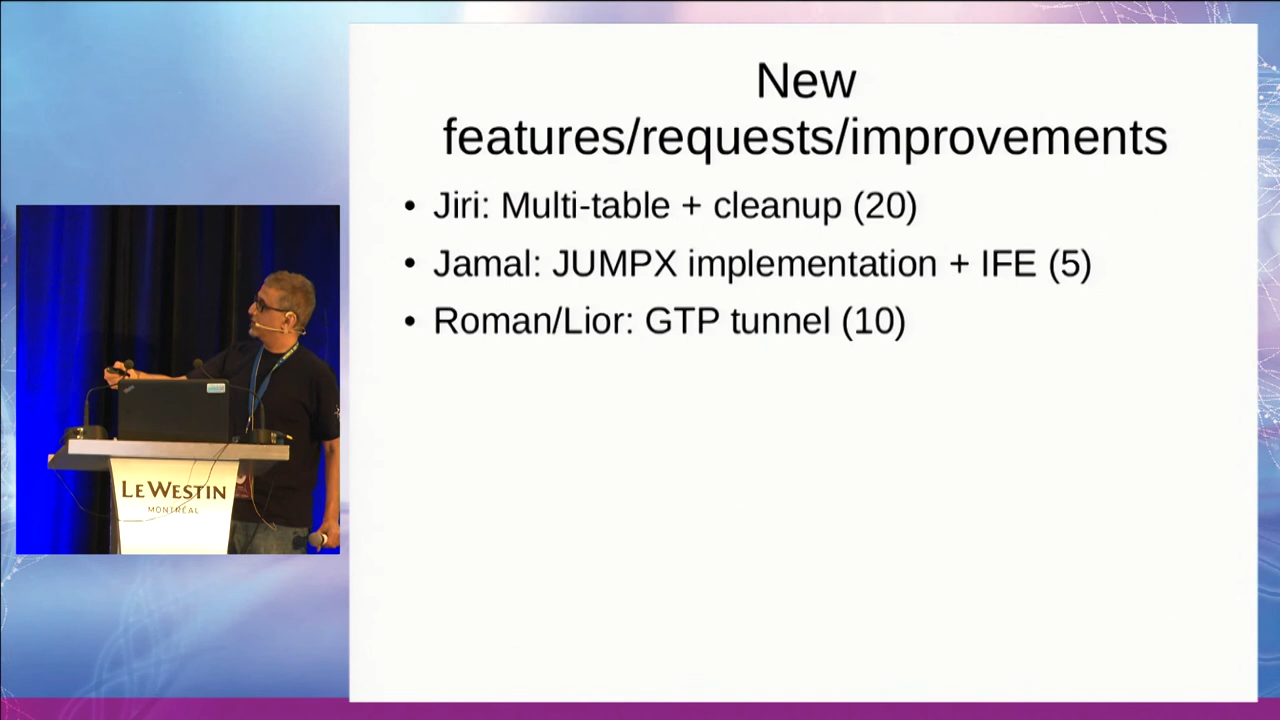 New
features/requests/improvements
• Jiri: Multi-table + cleanup (20)
• Jamal: JUMPX implementation + IFE (5)
• Roman/Lior: GTP tunnel (10)
LE WESTIN
MONTRÉAL